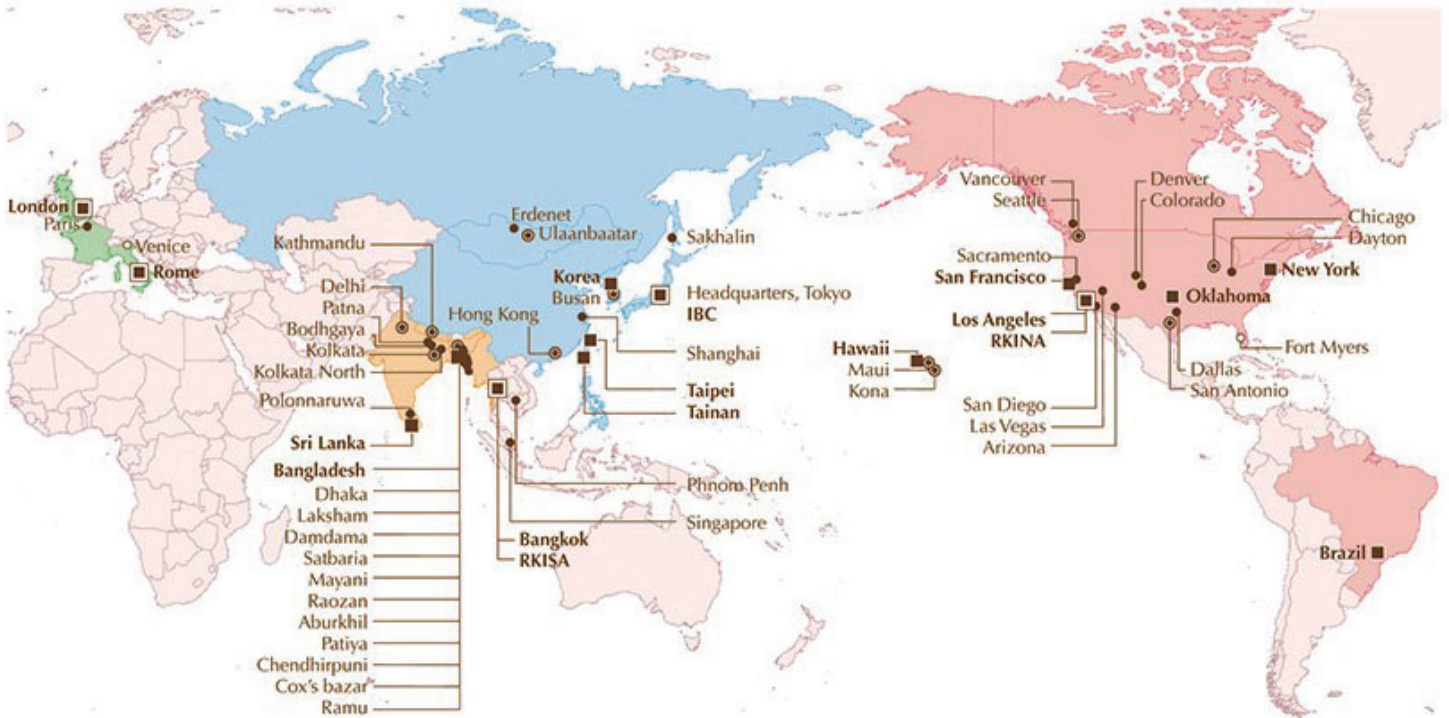 London
Paris
Venice
Rome
Kathmandu
Delhi
Patna
Bodhgaya
Kolkata
Kolkata North
Polonnaruwa
Sri Lanka
Bangladesh
Dhaka
Laksham
Damdama
Satbaria
Mayani
Raozan
Aburkhil
Patiya
Chendhirpuni
Cox's bazar
Ramu
Erdenet
Ulaanbaatar
Sakhalin
Korea
Busan
Headquarters, Tokyo
IBC
Hong Kong
Shanghai
Taipei
Tainan
Phnom Penh
Singapore
Bangkok
RKISA
Hawaii
Maui
Kona
Vancouver
Seattle
Sacramento
San Francisco
Los Angeles
RKINA
San Diego
Las Vegas
Arizona
Denver
Colorado
Chicago
Dayton
New York
Oklahoma
Fort Myers
Dallas
San Antonio
Brazil